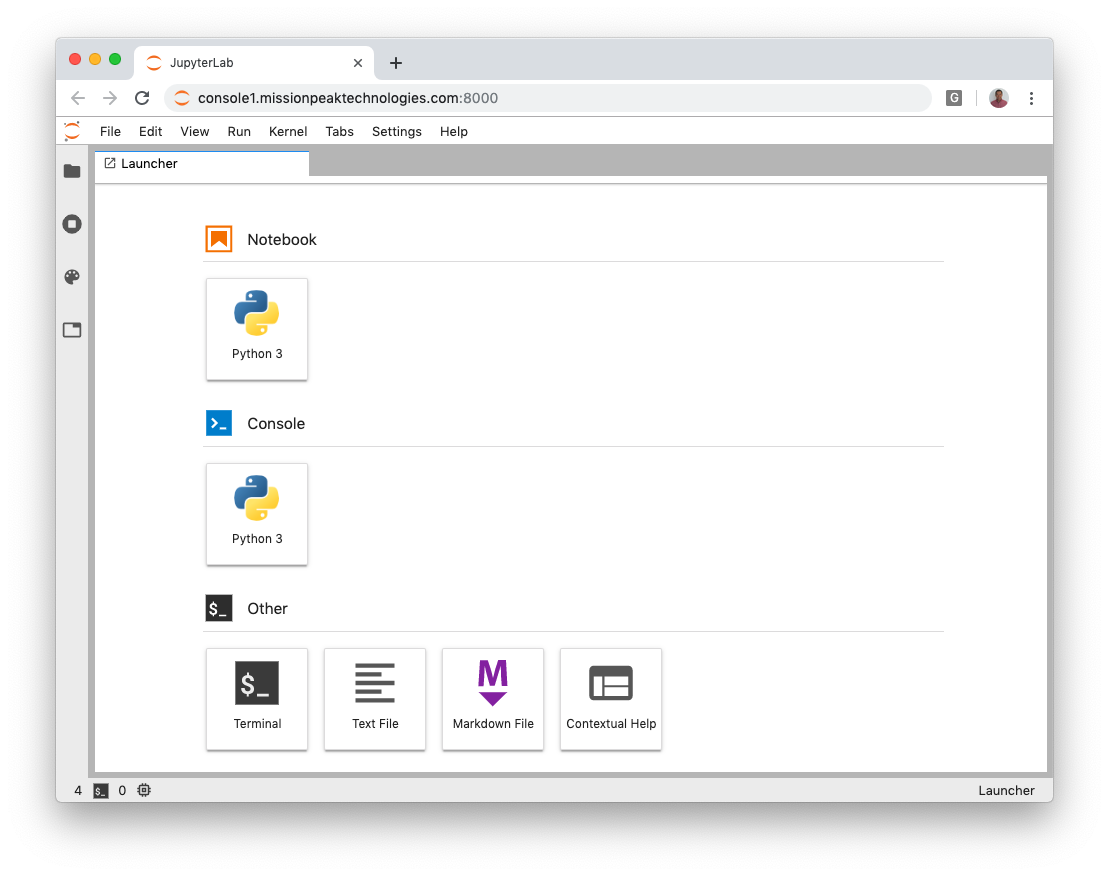 JupyterLab
console1.missionpeaktechnologies.com:8000
G
File Edit View Run Kernel Tabs Settings Help
Launcher
Notebook
Python 3
Console
Python 3
$_ Other
$_
M
Terminal Text File Markdown File Contextual Help
4 $_ 0 Launcher